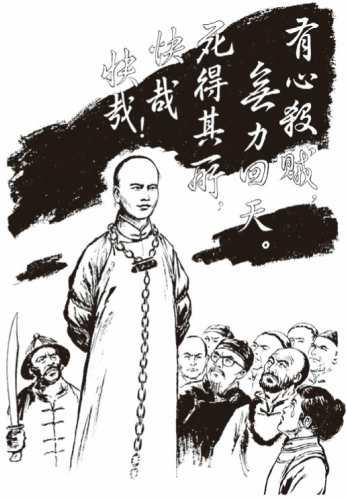 有心殺賊，
無力回天。
死得其所，
快哉
快哉！